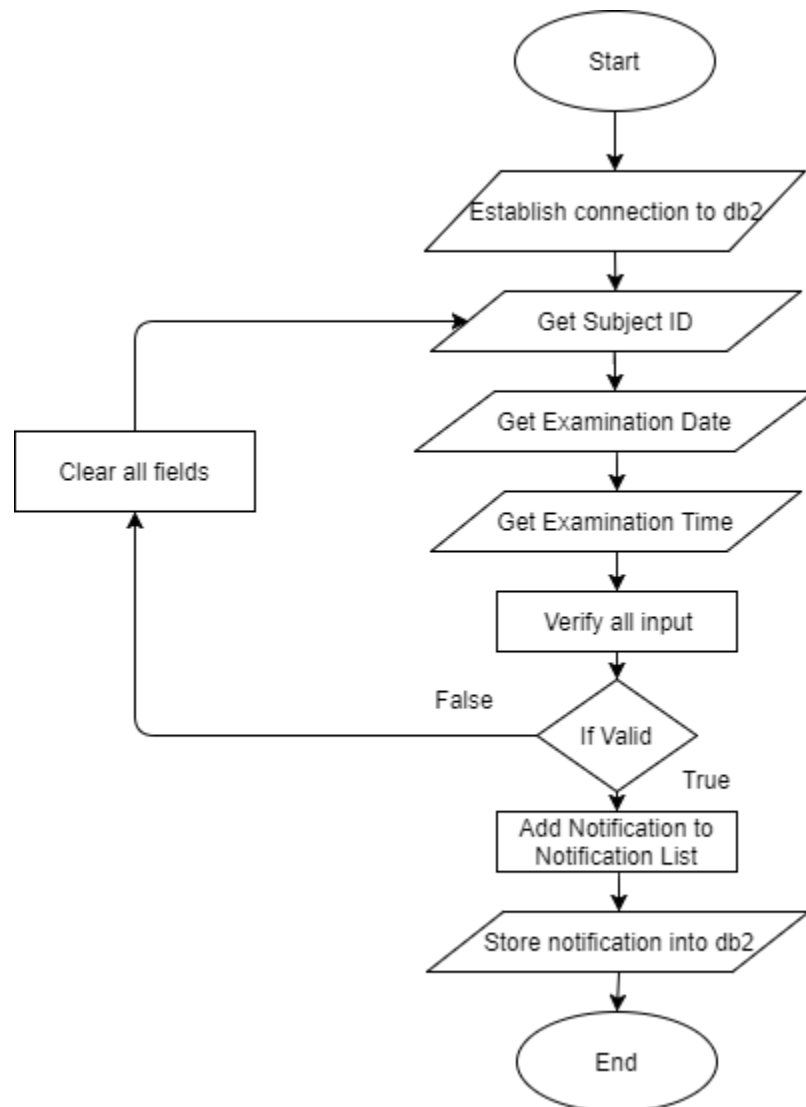 Start
Establish connection to db2
Get Subject ID
Get Examination Date
Clear all fields
Get Examination Time
Verify all input
False
If Valid
True
Add Notification to
Notification List
Store notification into db2
End